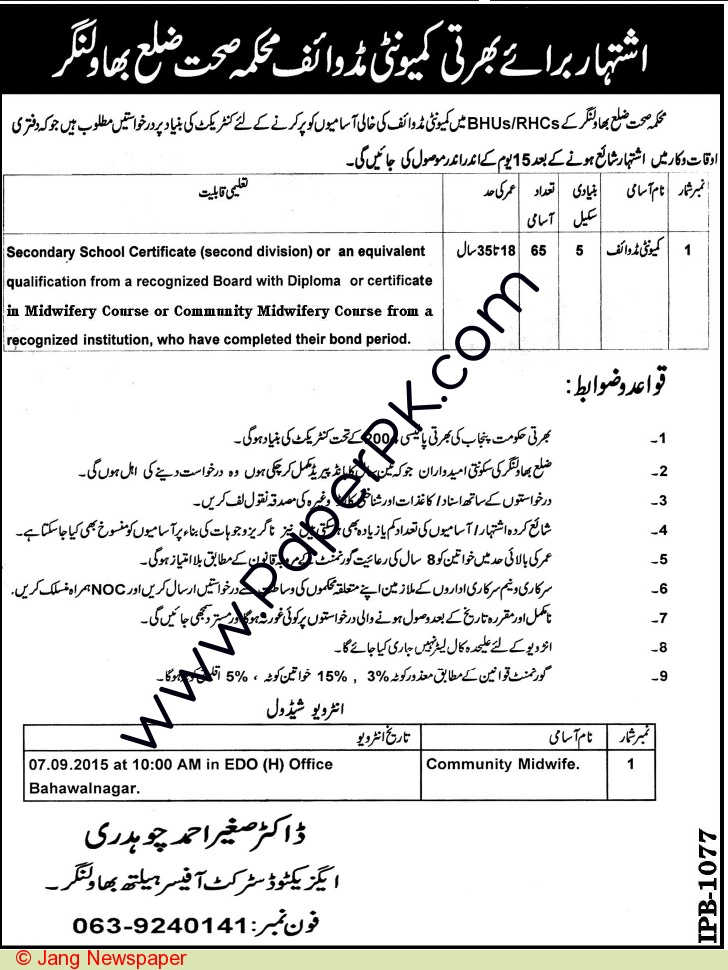 اشتہار برائے بھرتی کمیونٹی مڈوائف محکمہ صحت ضلع بھاولنگر
محکمہ صحت ضلع بھاولنگر کے BHUs/RHCs میں کمیونٹی مڈوائف کی خالی آسامیوں کو پر کرنے کے لئے کنٹریکٹ کی بنیاد پر درخواستیں مطلوب ہیں جو کہ دفتری
اوقات و کار میں اشتہار شائع ہونے کے بعد 15 یوم کے اندر اندر موصول کی جائیں گی۔
نمبر شمار نام آسامی بنیادی سکیل تعداد آسامی عمر کی حد تعلیمی قابلیت
1 کمیونٹی مڈوائف 5 65 18 تا 35 سال
Secondary School Certificate (second division) or an equivalent
qualification from a recognized Board with Diploma or certificate
in Midwifery Course or Community Midwifery Course from a
recognized institution, who have completed their bond period.
قواعد و ضوابط:
1۔ بھرتی حکومت پنجاب کی بھرتی پالیسی کے تحت کنٹریکٹ کی بنیاد ہوگی۔
2۔ ضلع بھاولنگر کی سکونتی امیدواران جو کہ تین سال کا بانڈ پیریڈ مکمل کر چکی ہوں وہ درخواست دینے کی اہل ہوں گی۔
3۔ درخواستوں کے ساتھ اسناد / کاغذات اور شناختی کارڈ وغیرہ کی مصدقہ نقول لف کریں۔
4۔ شائع کردہ اشتہار / آسامیوں کی تعداد کم یا زیادہ بھی ہو سکتی ہیں نیز ناگزیر وجوہات کی بناء پر آسامیوں کو منسوخ بھی کیا جا سکتا ہے۔
5۔ عمر کی بالائی حد میں خواتین کو 8 سال کی رعائیت گورنمنٹ کے مروجہ قانون کے مطابق بلا امتیاز ہوگی۔
6۔ سرکاری و نیم سرکاری اداروں کے ملازمین اپنے متعلقہ محکموں کی وساطت سے درخواستیں ارسال کریں اور NOC ہمراہ منسلک کریں۔
7۔ نامکمل اور مقررہ تاریخ کے بعد وصول ہونے والی درخواستوں پر کوئی غور نہ ہوگا اور مسترد سمجھی جائیں گی۔
8۔ انٹرویو کے لئے علیحدہ کال لیٹر نہیں جاری کیا جائے گا۔
9۔ گورنمنٹ قوانین کے مطابق معذور کوٹہ 3% , 15% خواتین کوٹہ ، 5% اقلیتی کوٹہ ہوگا۔
انٹرویو شیڈول
نمبر شمار نام آسامی تاریخ انٹرویو
1 Community Midwife. 07.09.2015 at 10:00 AM in EDO (H) Office
Bahawalnagar.
ڈاکٹر صغیر احمد چوہدری
ایگزیکٹو ڈسٹرکٹ آفیسر ہیلتھ بھاولنگر۔
فون نمبر: 063-9240141
IPB-1077
www.PaperPK.com
© Jang Newspaper